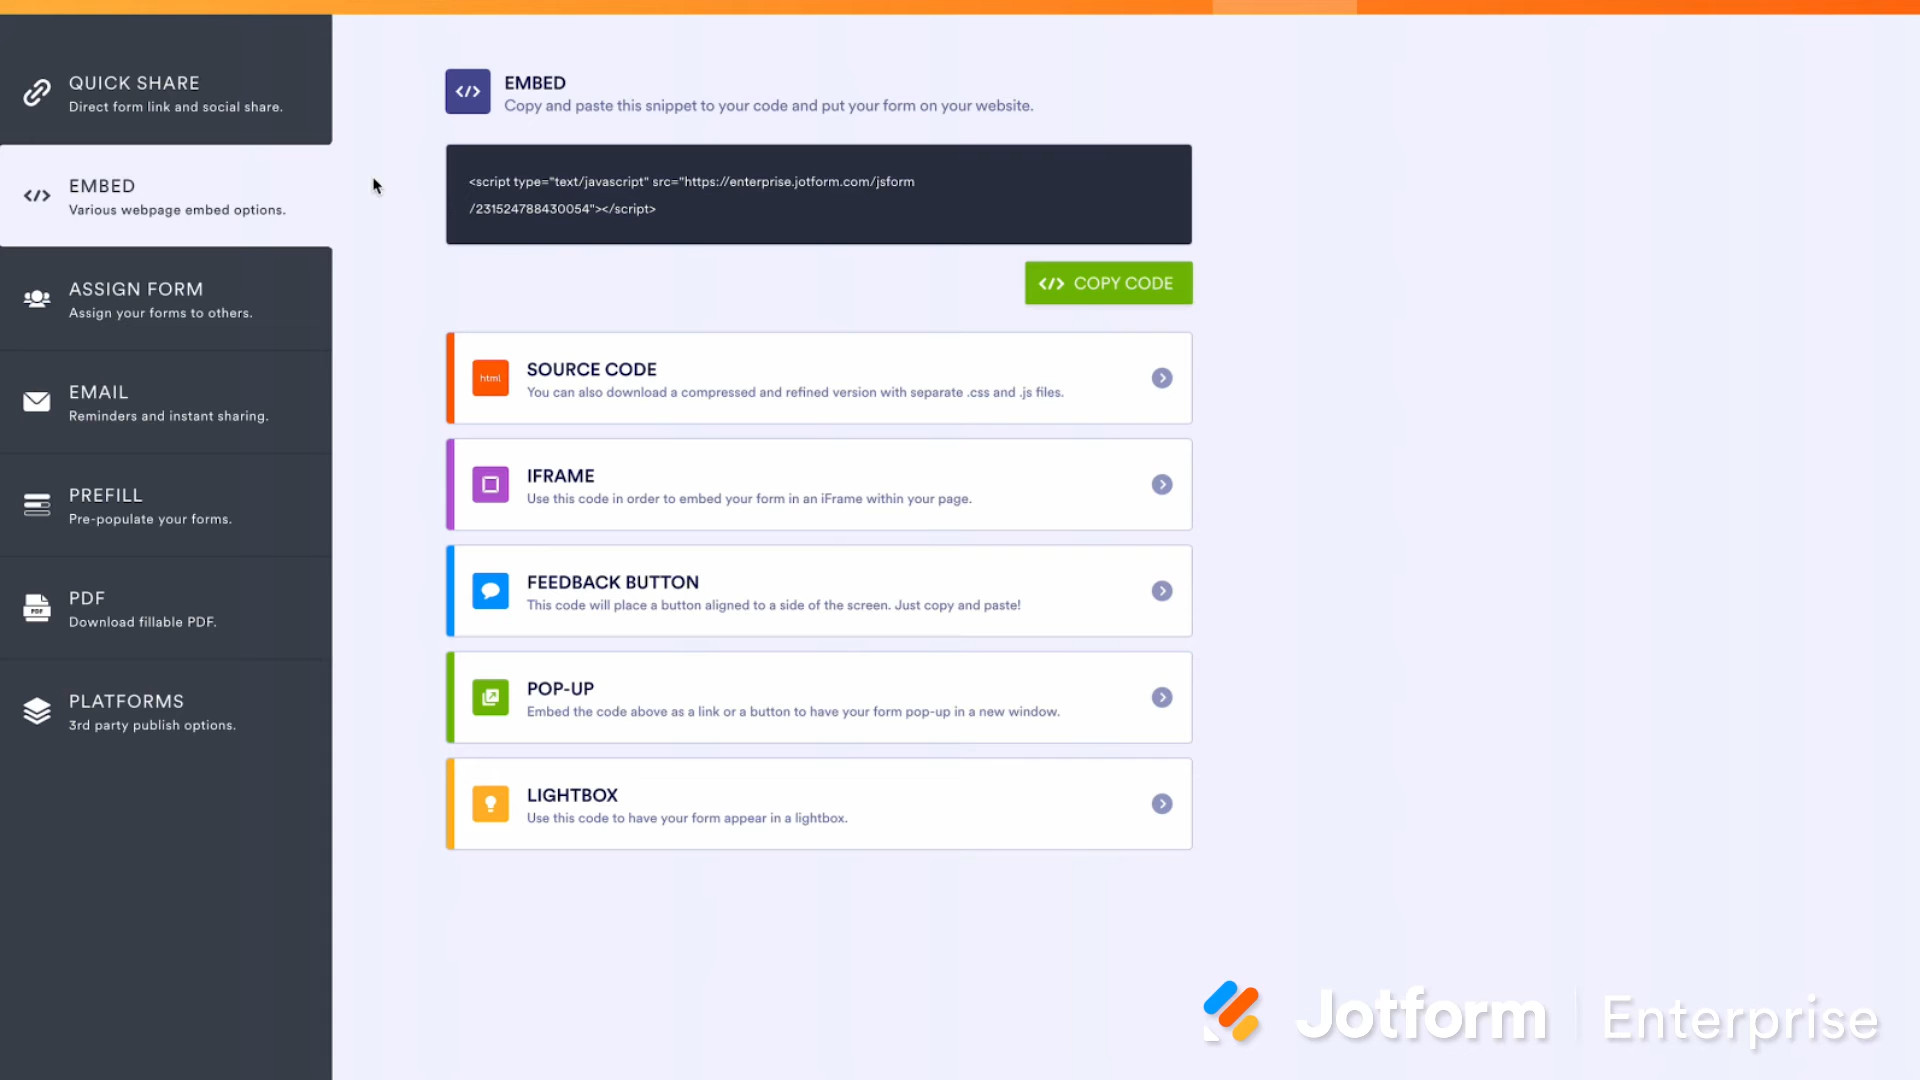 QUICK SHARE
Direct form link and social share.
EMBED
Various webpage embed options.
ASSIGN FORM
Assign your forms to others.
EMAIL
Reminders and instant sharing.
PREFILL
Pre-populate your forms.
PDF
PDF
Download fillable PDF.
PLATFORMS
3rd party publish options.
</> EMBED
Copy and paste this snippet to your code and put your form on your website.
<script type="text/javascript" src="https://enterprise.jotform.com/jsform
/231524788430054"></script>
</> COPY CODE
html
SOURCE CODE
You can also download a compressed and refined version with separate .css and .js files.
IFRAME
Use this code in order to embed your form in an iFrame within your page.
FEEDBACK BUTTON
This code will place a button aligned to a side of the screen. Just copy and paste!
POP-UP
Embed the code above as a link or a button to have your form pop-up in a new window.
LIGHTBOX
Use this code to have your form appear in a lightbox.
Jotform Enterprise